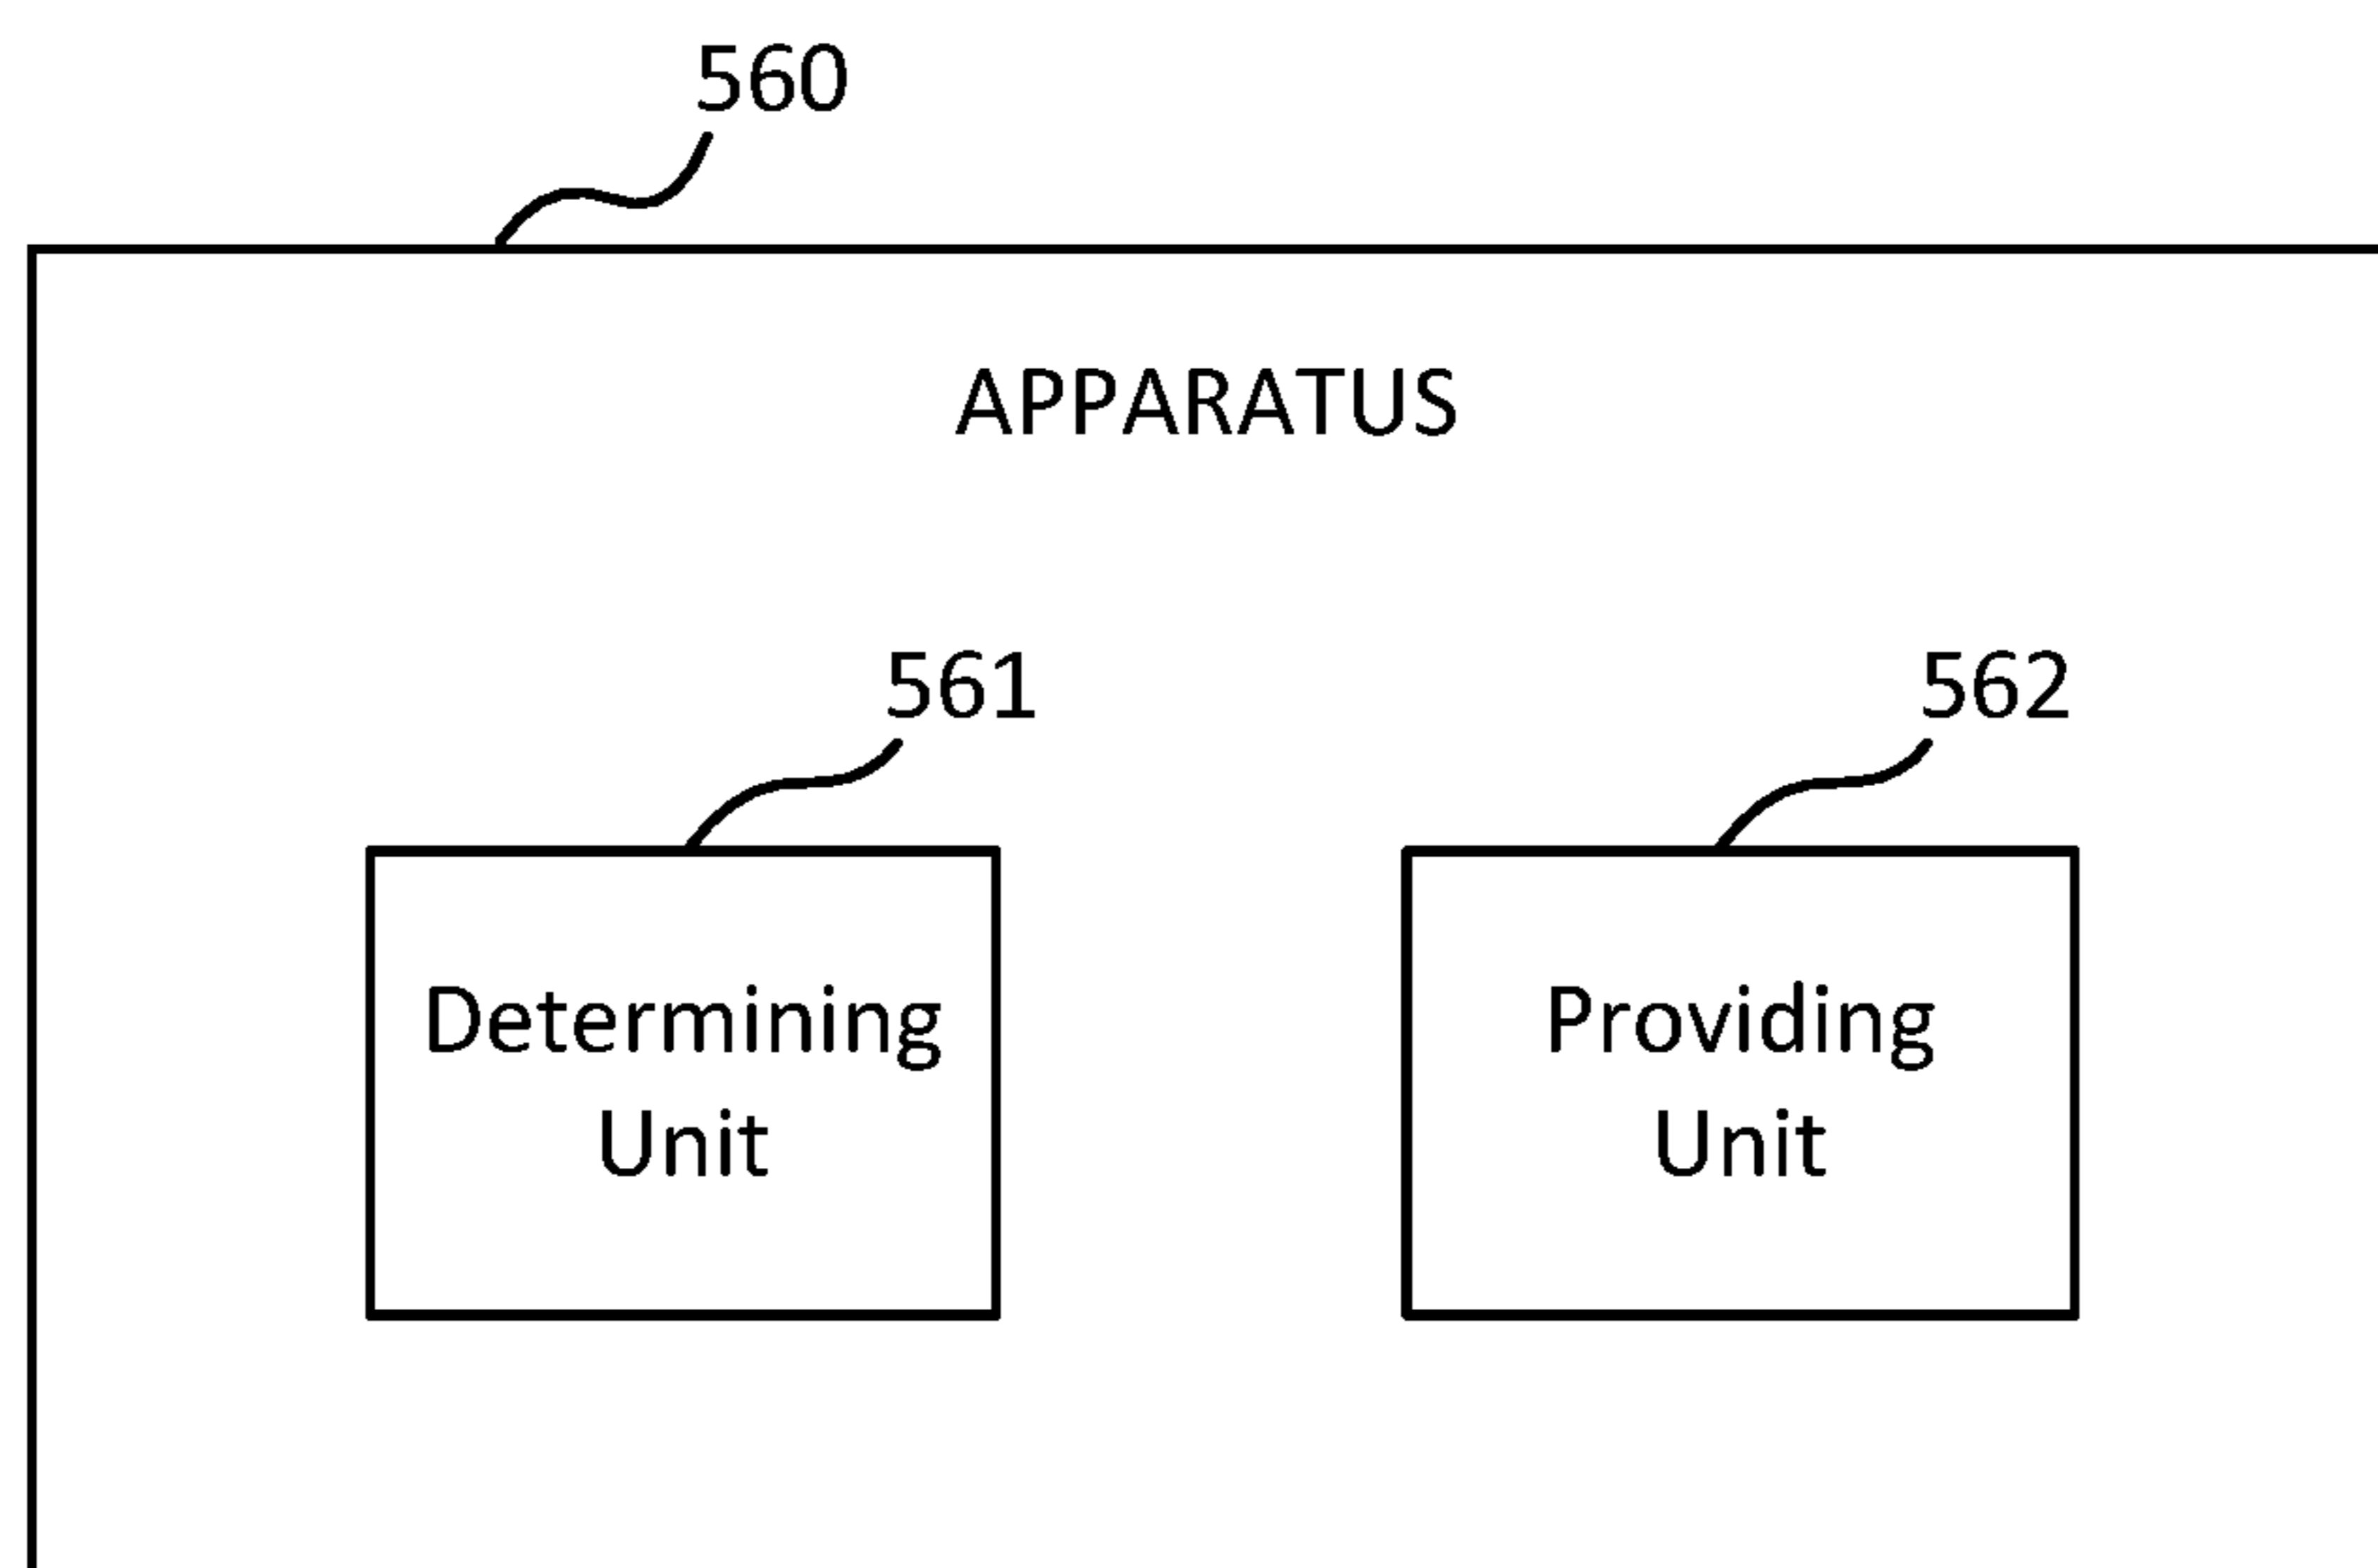 560
APPARATUS
561
562
Determining
Unit
Providing
Unit